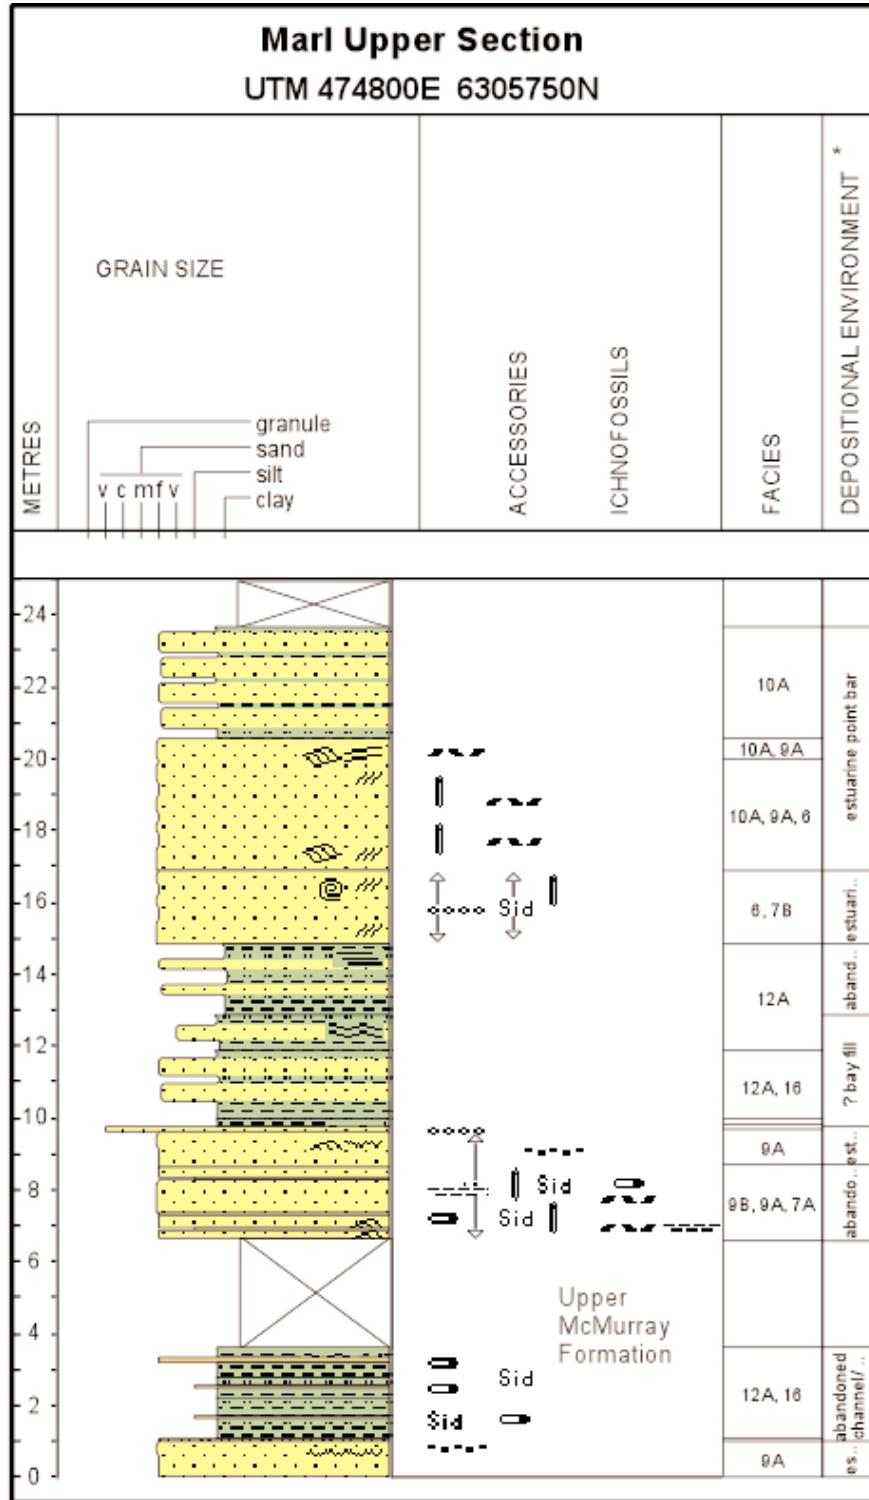 Marl Upper Section
UTM 474800E 6305750N
METRES
GRAIN SIZE
granule
sand
silt
clay
v c m f v
ACCESSORIES
ICHNOFOSSILS
FACIES
DEPOSITIONAL ENVIRONMENT *
24
22
10A
estuarine point bar
20
10A, 9A
18
10A, 9A, 6
16
Sid
6, 7B
estuari..
14
12A
aband..
12
? bay fill
12A, 16
10
9A
est..
8
Sid
9B, 9A, 7A
abando..
Sid
6
Upper
McMurray
Formation
4
Sid
12A, 16
abandoned
channel/ ..
2
Sid
9A
es..
0